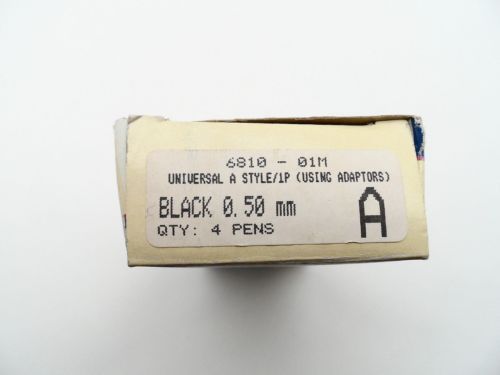 6810 - 01M
UNIVERSAL A STYLE/1P (USING ADAPTORS)
BLACK 0.50 mm
QTY: 4 PENS
A